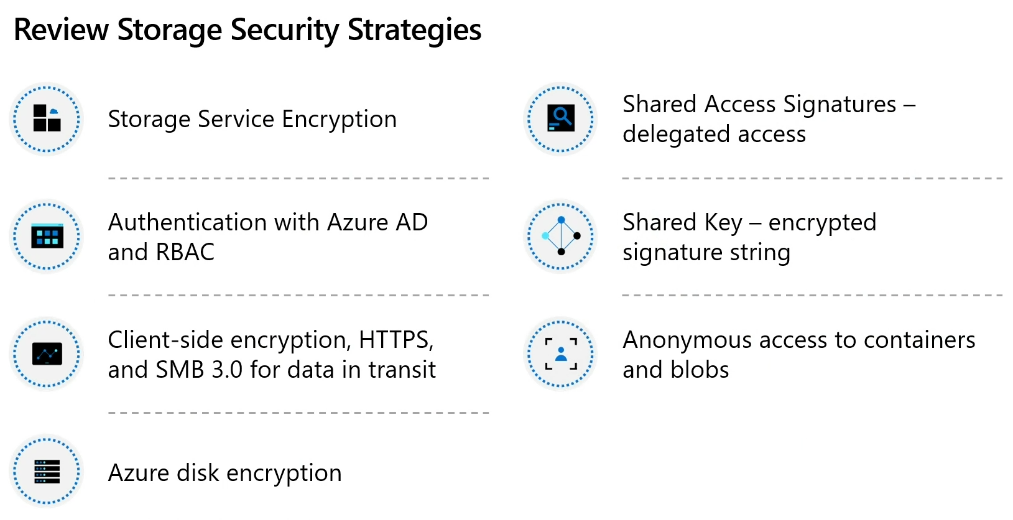 Review Storage Security Strategies
Storage Service Encryption
Authentication with Azure AD
and RBAC
Client-side encryption, HTTPS,
and SMB 3.0 for data in transit
Azure disk encryption
Shared Access Signatures –
delegated access
Shared Key – encrypted
signature string
Anonymous access to containers
and blobs